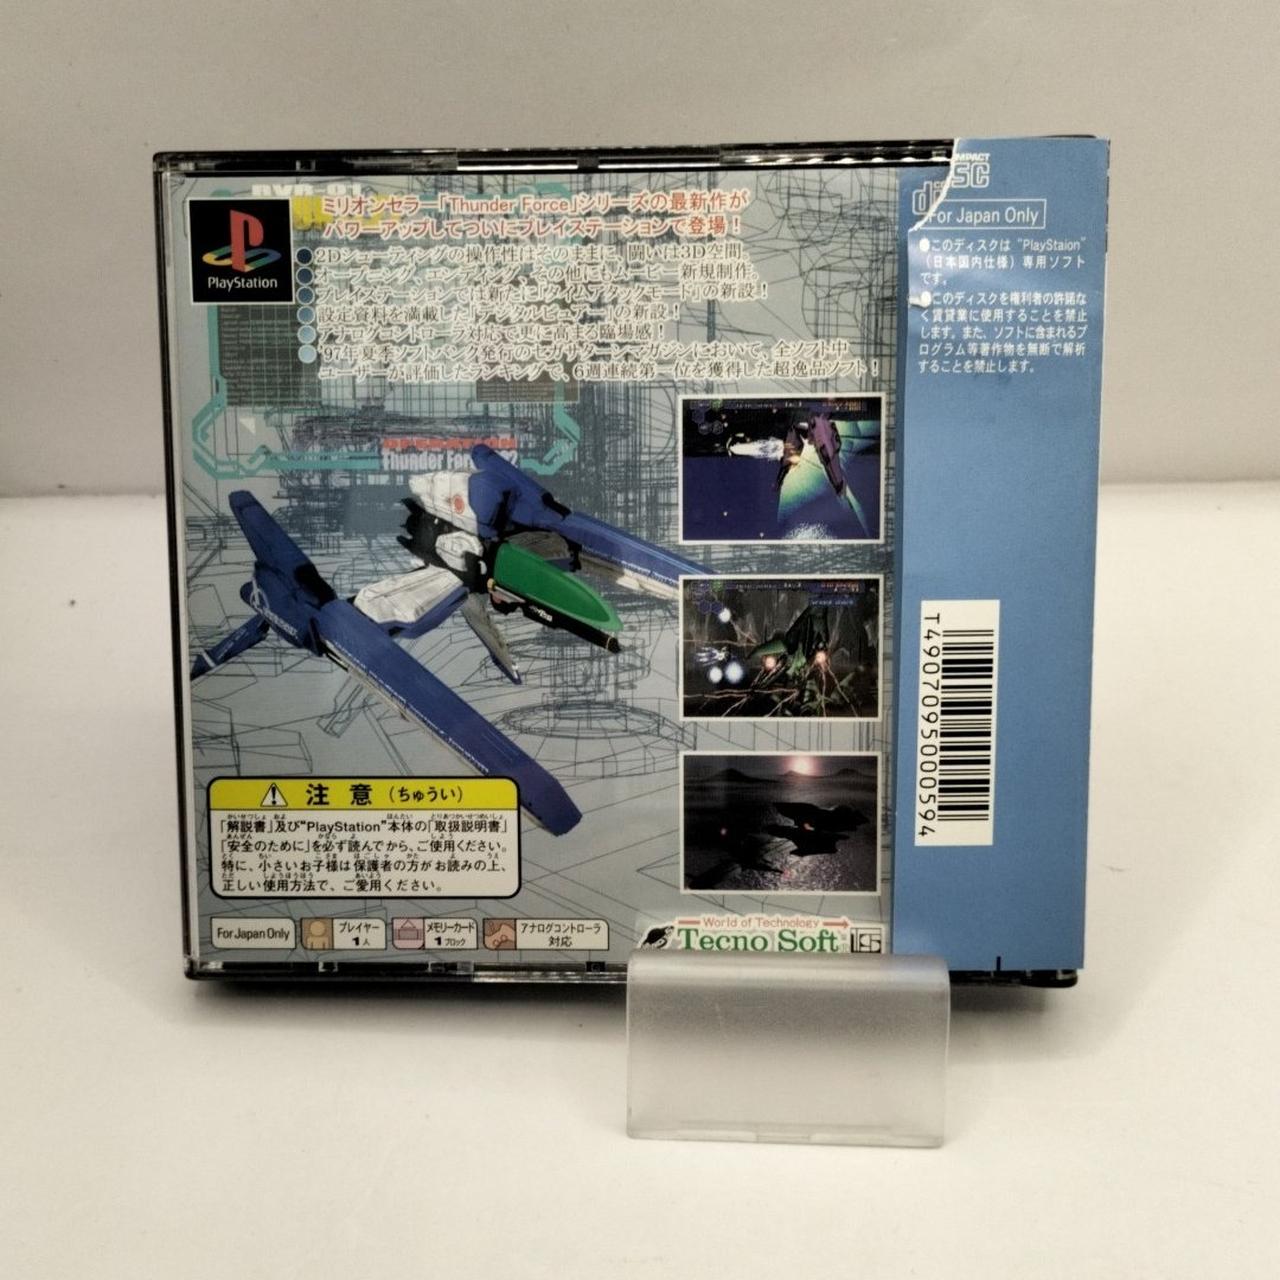 ミリオンセラー「Thunder Force」シリーズの最新作が
パワーアップしてついにプレイステーションで登場！
PlayStation
●2Dシューティングの操作性はそのままに、闘いは3D空間。
●オープニング、エンディング、その他にもムービー新規制作。
●プレイステーションでは新たに「タイムアタックモード」の新設！
●設定資料を満載した「デジタルビュアー」の新設！
●アナログコントローラ対応で更に高まる臨場感！
●'97年夏季ソフトバンク発行のセガサターンマガジンにおいて、全ソフト中
ユーザーが評価したランキングで、6週連続第一位を獲得した超逸品ソフト！
OPERATION
Thunder Force
注意（ちゅうい）
「解説書」及び“PlayStation”本体の「取扱説明書」
「安全のために」を必ず読んでから、ご使用ください。
特に、小さいお子様は保護者の方がお読みの上、
正しい使用方法で、ご愛用ください。
For Japan Only
プレイヤー
1人
メモリーカード
1ブロック
アナログコントローラ
対応
World of Technology
Tecno Soft
DISC
For Japan Only
●このディスクは “PlayStaion”
（日本国内仕様）専用ソフト
です。
●このディスクを権利者の許諾な
く賃貸業に使用することを禁止
します。また、ソフトに含まれるプ
ログラム等著作物を無断で解析
することを禁止します。
T4907095000594